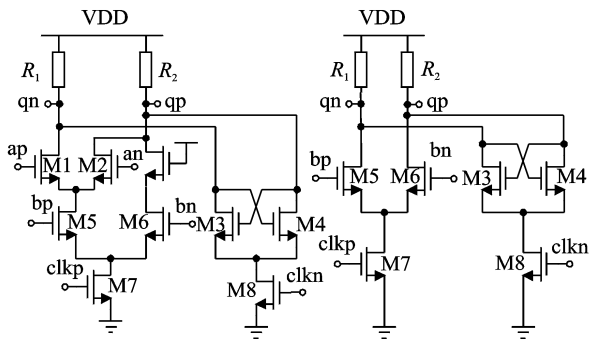 VDD
R1
R2
qn
qp
ap
M1
M2
an
bp
M5
M6
bn
M3
M4
clkp
M7
M8
clkn
VDD
R1
R2
qn
qp
bp
M5
M6
bn
M3
M4
clkp
M7
M8
clkn